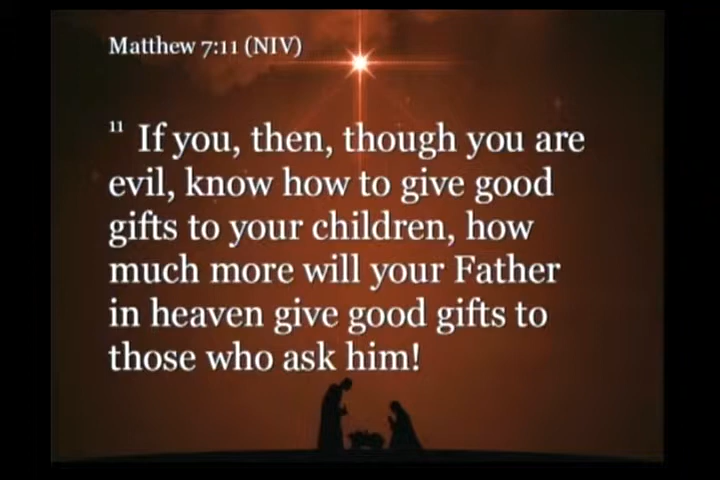 Matthew 7:11 (NIV)
11 If you, then, though you are
evil, know how to give good
gifts to your children, how
much more will your Father
in heaven give good gifts to
those who ask him!